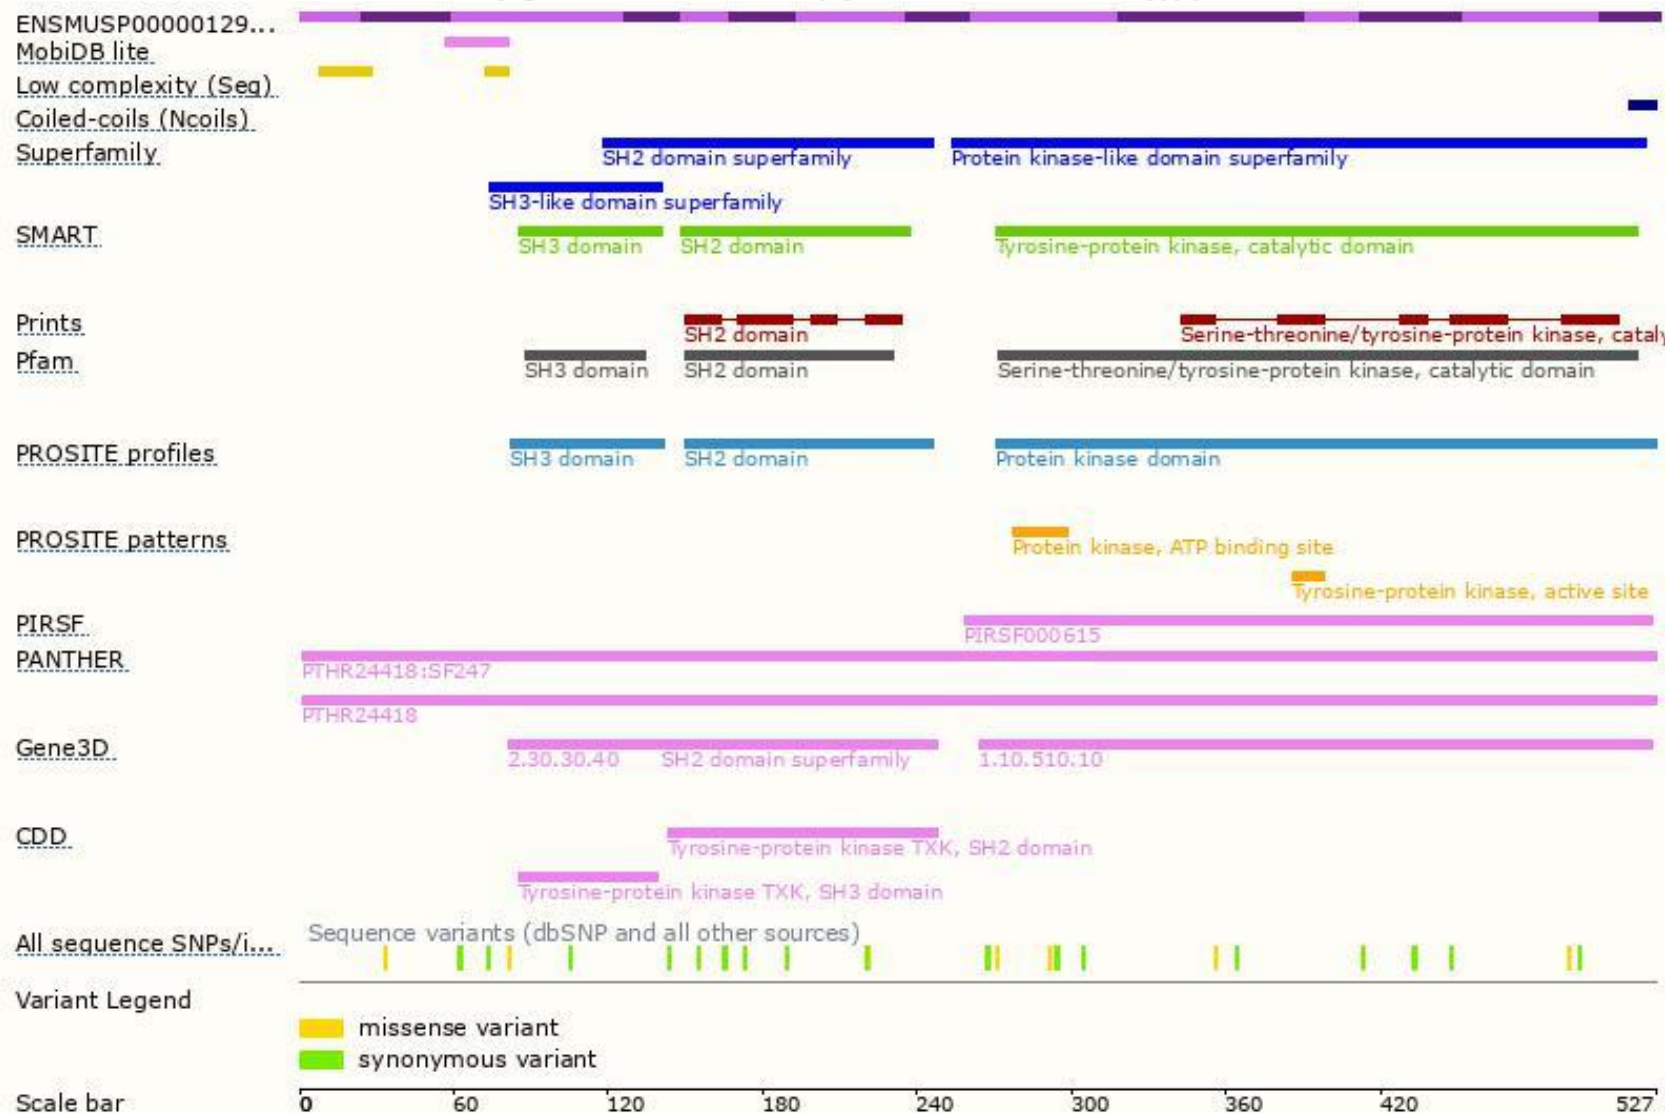 ENSMUSP00000129...
MobiDB lite
Low complexity (Seg)
Coiled-coils (Ncoils)
Superfamily
SH2 domain superfamily
Protein kinase-like domain superfamily
SH3-like domain superfamily
SMART
SH3 domain
SH2 domain
Tyrosine-protein kinase, catalytic domain
Prints
SH2 domain
Serine-threonine/tyrosine-protein kinase, cataly
Pfam
SH3 domain
SH2 domain
Serine-threonine/tyrosine-protein kinase, catalytic domain
PROSITE profiles
SH3 domain
SH2 domain
Protein kinase domain
PROSITE patterns
Protein kinase, ATP binding site
Tyrosine-protein kinase, active site
PIRSF
PIRSF000615
PANTHER
PTHR24418:SF247
PTHR24418
Gene3D
2.30.30.40
SH2 domain superfamily
1.10.510.10
CDD
Tyrosine-protein kinase TXK, SH2 domain
Tyrosine-protein kinase TXK, SH3 domain
All sequence SNPs/i...
Sequence variants (dbSNP and all other sources)
Variant Legend
missense variant
synonymous variant
Scale bar
0 60 120 180 240 300 360 420 527